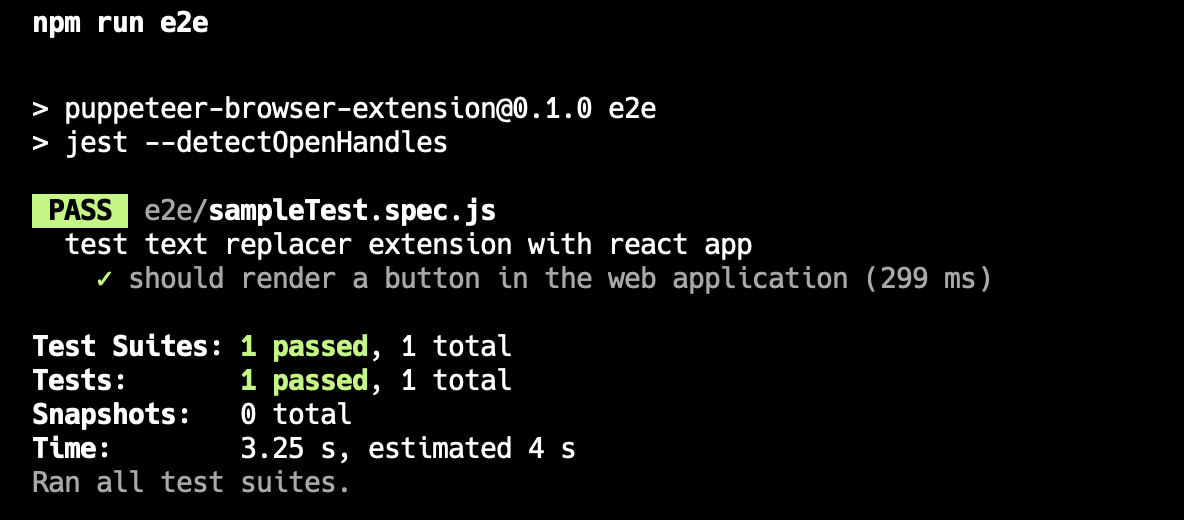 npm run e2e
> puppeteer-browser-extension@0.1.0 e2e
> jest --detectOpenHandles
PASS e2e/sampleTest.spec.js
test text replacer extension with react app
✓ should render a button in the web application (299 ms)
Test Suites: 1 passed, 1 total
Tests: 1 passed, 1 total
Snapshots: 0 total
Time: 3.25 s, estimated 4 s
Ran all test suites.